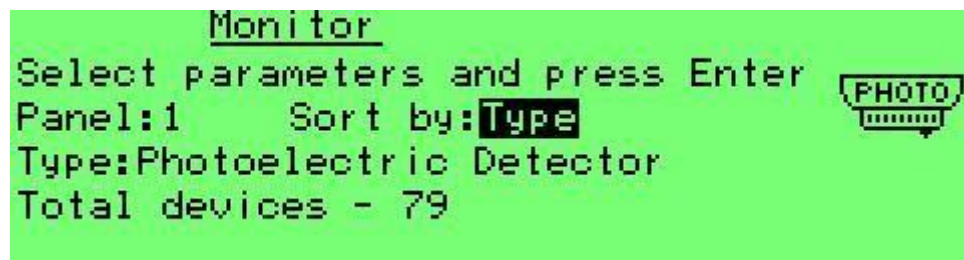 Monitor
Select parameters and press Enter
PHOTO
Panel:1 Sort by:Type
Type:Photoelectric Detector
Total devices - 79